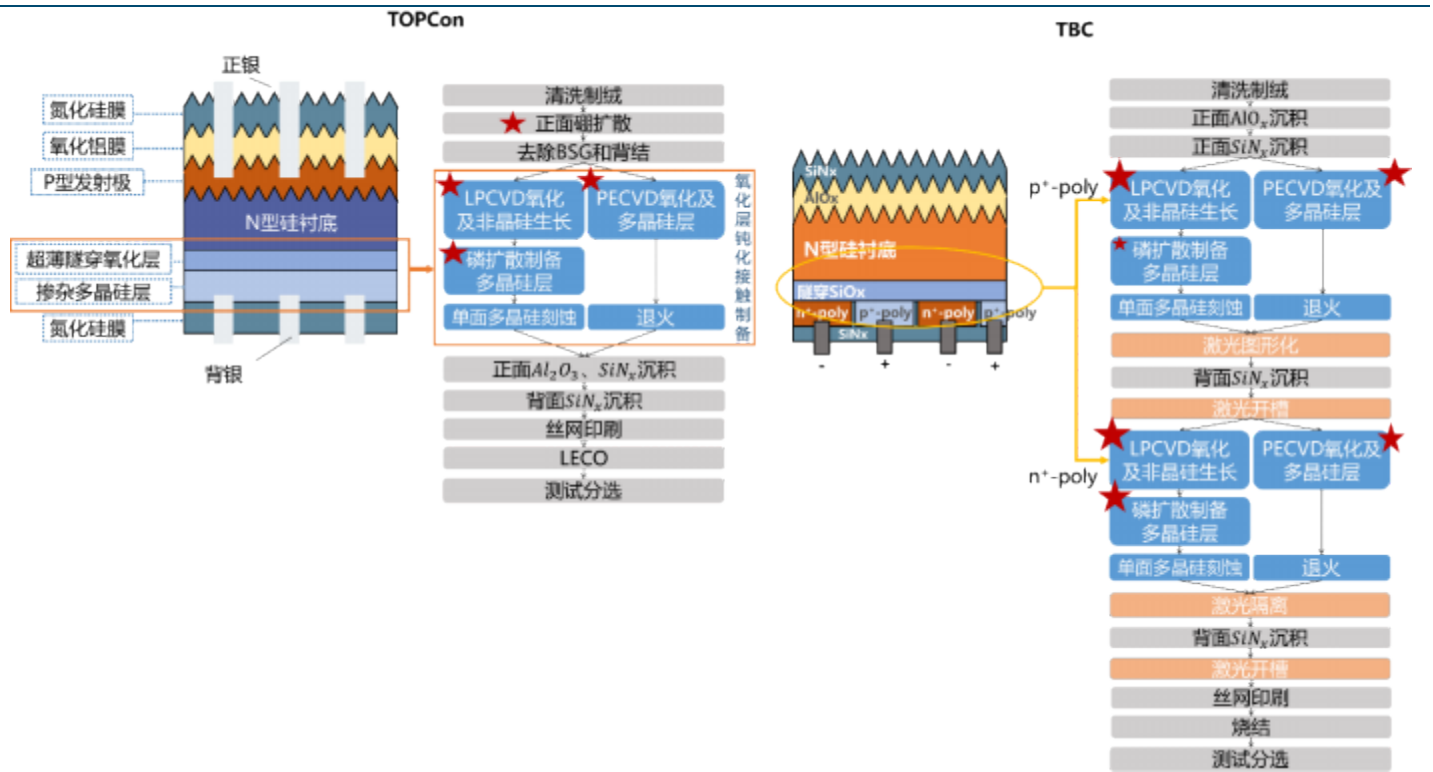 TOPCon
正银
氮化硅膜
氧化铝膜
P型发射极
N型硅衬底
超薄隧穿氧化层
掺杂多晶硅层
氮化硅膜
背银
清洗制绒
正面硼扩散
去除BSG和背结
LPCVD氧化
及非晶硅生长
PECVD氧化及
多晶硅层
磷扩散制备
多晶硅层
单面多晶硅刻蚀
退火
氧化层钝化接触制备
正面Al₂O₃、SiNₓ沉积
背面SiNₓ沉积
丝网印刷
LECO
测试分选
TBC
SiNx
AlOx
N型硅衬底
隧穿SiOx
n⁺-poly
p⁺-poly
n⁺-poly
p⁺-poly
SiNx
-
+
-
+
清洗制绒
正面AlOₓ沉积
正面SiNₓ沉积
p⁺-poly
LPCVD氧化
及非晶硅生长
PECVD氧化及
多晶硅层
磷扩散制备
多晶硅层
单面多晶硅刻蚀
退火
激光图形化
背面SiNₓ沉积
激光开槽
n⁺-poly
LPCVD氧化
及非晶硅生长
PECVD氧化及
多晶硅层
磷扩散制备
多晶硅层
单面多晶硅刻蚀
退火
激光隔离
背面SiNₓ沉积
激光开槽
丝网印刷
烧结
测试分选